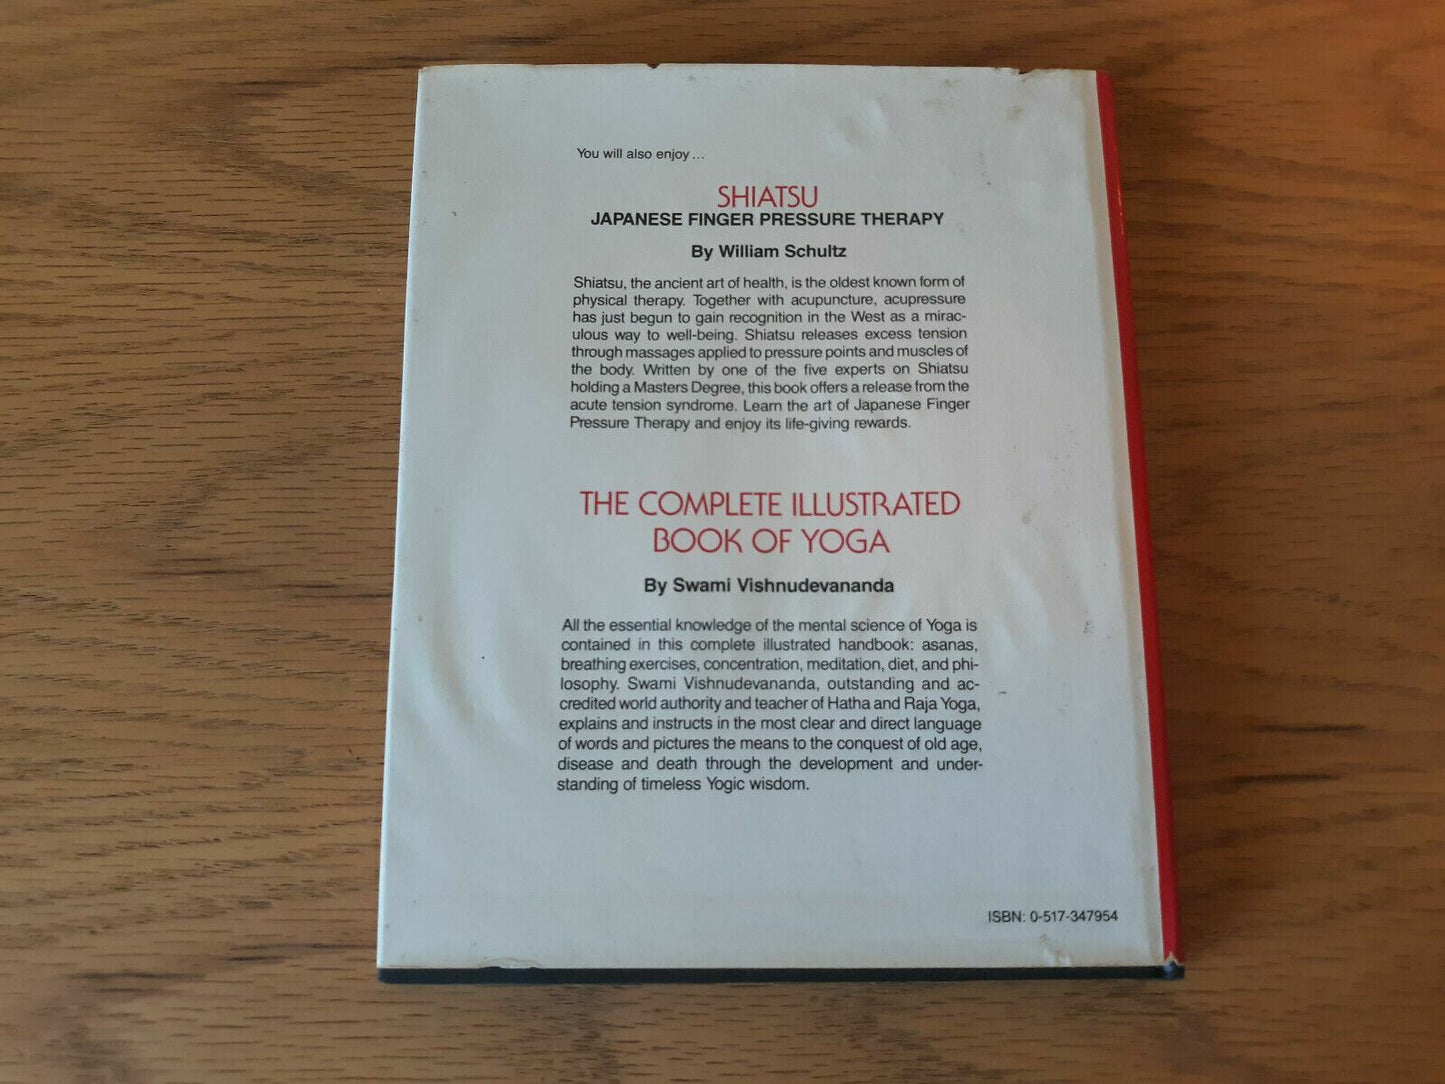 You will also enjoy...
SHIATSU
JAPANESE FINGER PRESSURE THERAPY
By William Schultz
Shiatsu, the ancient art of health, is the oldest known form of
physical therapy. Together with acupuncture, acupressure
has just begun to gain recognition in the West as a mirac-
ulous way to well-being. Shiatsu releases excess tension
through massages applied to pressure points and muscles of
the body. Written by one of the five experts on Shiatsu
holding a Masters Degree, this book offers a release from the
acute tension syndrome. Learn the art of Japanese Finger
Pressure Therapy and enjoy its life-giving rewards.
THE COMPLETE ILLUSTRATED
BOOK OF YOGA
By Swami Vishnudevananda
All the essential knowledge of the mental science of Yoga is
contained in this complete illustrated handbook: asanas,
breathing exercises, concentration, meditation, diet, and phi-
losophy. Swami Vishnudevananda, outstanding and ac-
credited world authority and teacher of Hatha and Raja Yoga,
explains and instructs in the most clear and direct language
of words and pictures the means to the conquest of old age,
disease and death through the development and under-
standing of timeless Yogic wisdom.
ISBN: 0-517-347954